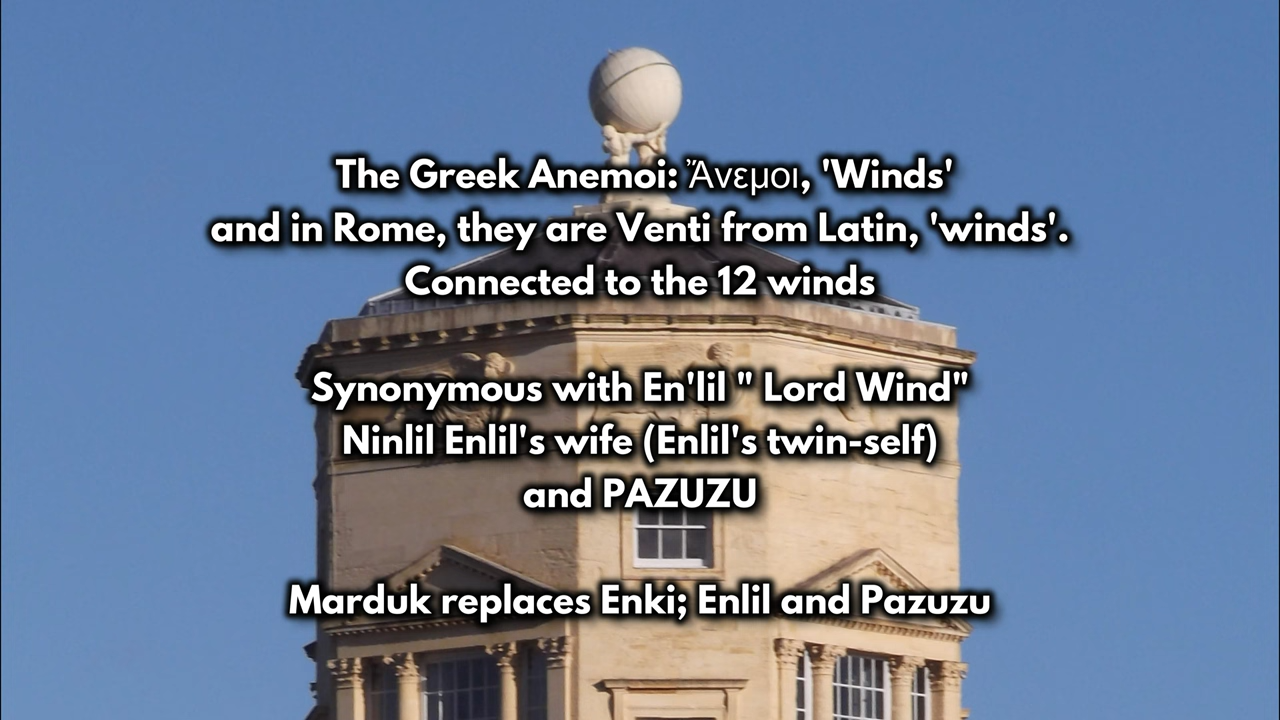 The Greek Anemoi: Ἄνεμοι, 'Winds'
and in Rome, they are Venti from Latin, 'winds'.
Connected to the 12 winds
Synonymous with En'lil " Lord Wind"
Ninlil Enlil's wife (Enlil's twin-self)
and PAZUZU
Marduk replaces Enki; Enlil and Pazuzu